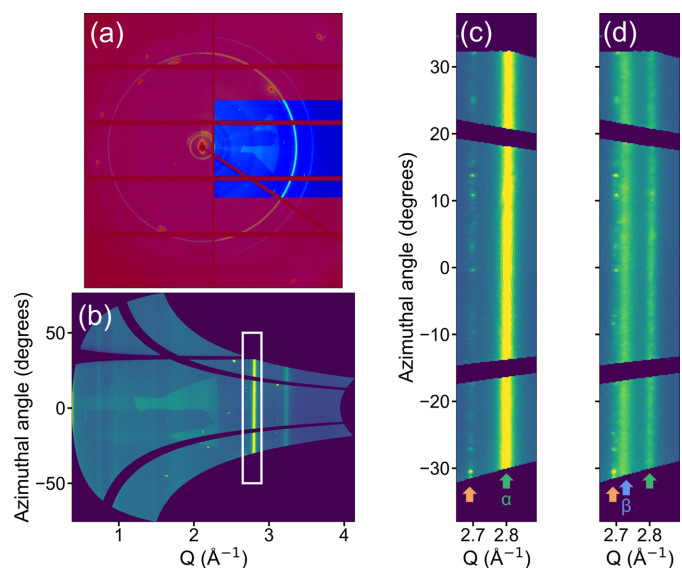 (a)
(b)
Azimuthal angle (degrees)
50
0
−50
1
2
3
4
Q (Å⁻¹)
(c)
Azimuthal angle (degrees)
30
20
10
0
−10
−20
−30
α
2.7
2.8
Q (Å⁻¹)
(d)
β
2.7
2.8
Q (Å⁻¹)